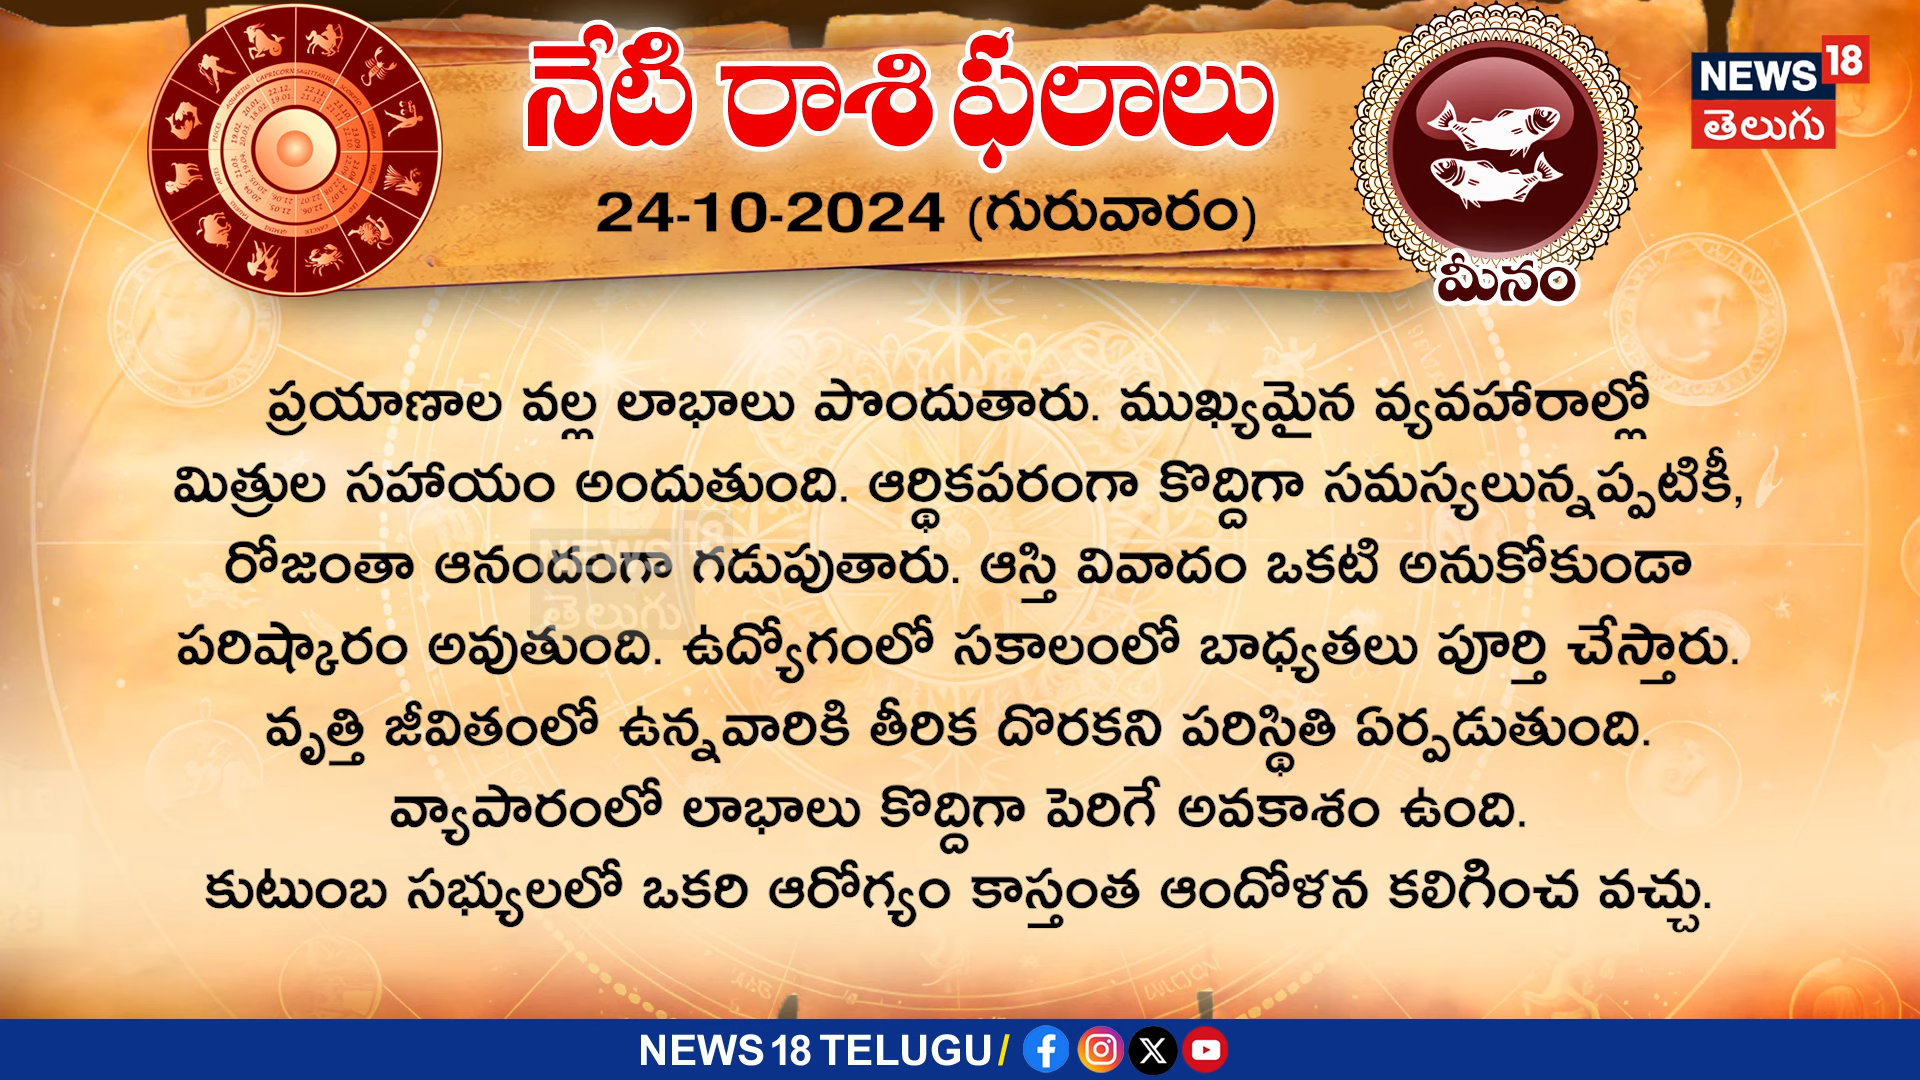 నేటి రాశి ఫలాలు
24-10-2024 (గురువారం)
NEWS 18
తెలుగు
మీనం
ప్రయాణాల వల్ల లాభాలు పొందుతారు. ముఖ్యమైన వ్యవహారాల్లో
మిత్రుల సహాయం అందుతుంది. ఆర్థికపరంగా కొద్దిగా సమస్యలున్నప్పటికీ,
రోజంతా ఆనందంగా గడుపుతారు. ఆస్తి వివాదం ఒకటి అనుకోకుండా
పరిష్కారం అవుతుంది. ఉద్యోగంలో సకాలంలో బాధ్యతలు పూర్తి చేస్తారు.
వృత్తి జీవితంలో ఉన్నవారికి తీరిక దొరకని పరిస్థితి ఏర్పడుతుంది.
వ్యాపారంలో లాభాలు కొద్దిగా పెరిగే అవకాశం ఉంది.
కుటుంబ సభ్యులలో ఒకరి ఆరోగ్యం కాస్తంత ఆందోళన కలిగించ వచ్చు.
NEWS 18
తెలుగు
NEWS 18 TELUGU /